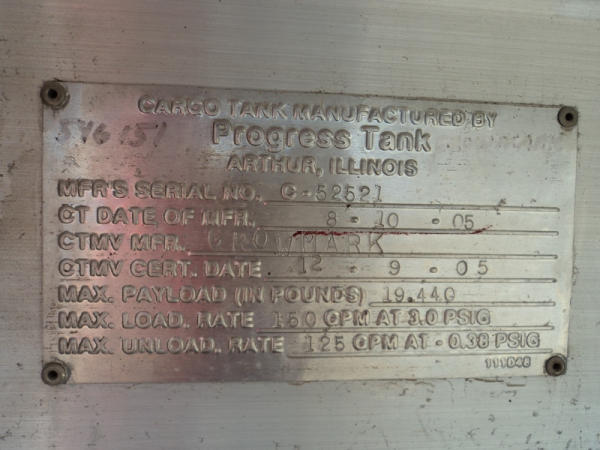 CARGO TANK MANUFACTURED BY
546151 Progress Tank
ARTHUR, ILLINOIS
MFR'S SERIAL NO. C-52521
CT DATE OF MFR. 8 - 10 - 05
CTMV MFR. GROWMARK
CTMV CERT. DATE 12 - 9 - 05
MAX. PAYLOAD (IN POUNDS) 19.440
MAX. LOAD. RATE 150 GPM AT 3.0 PSIG
MAX. UNLOAD. RATE 125 GPM AT - 0.38 PSIG
111048